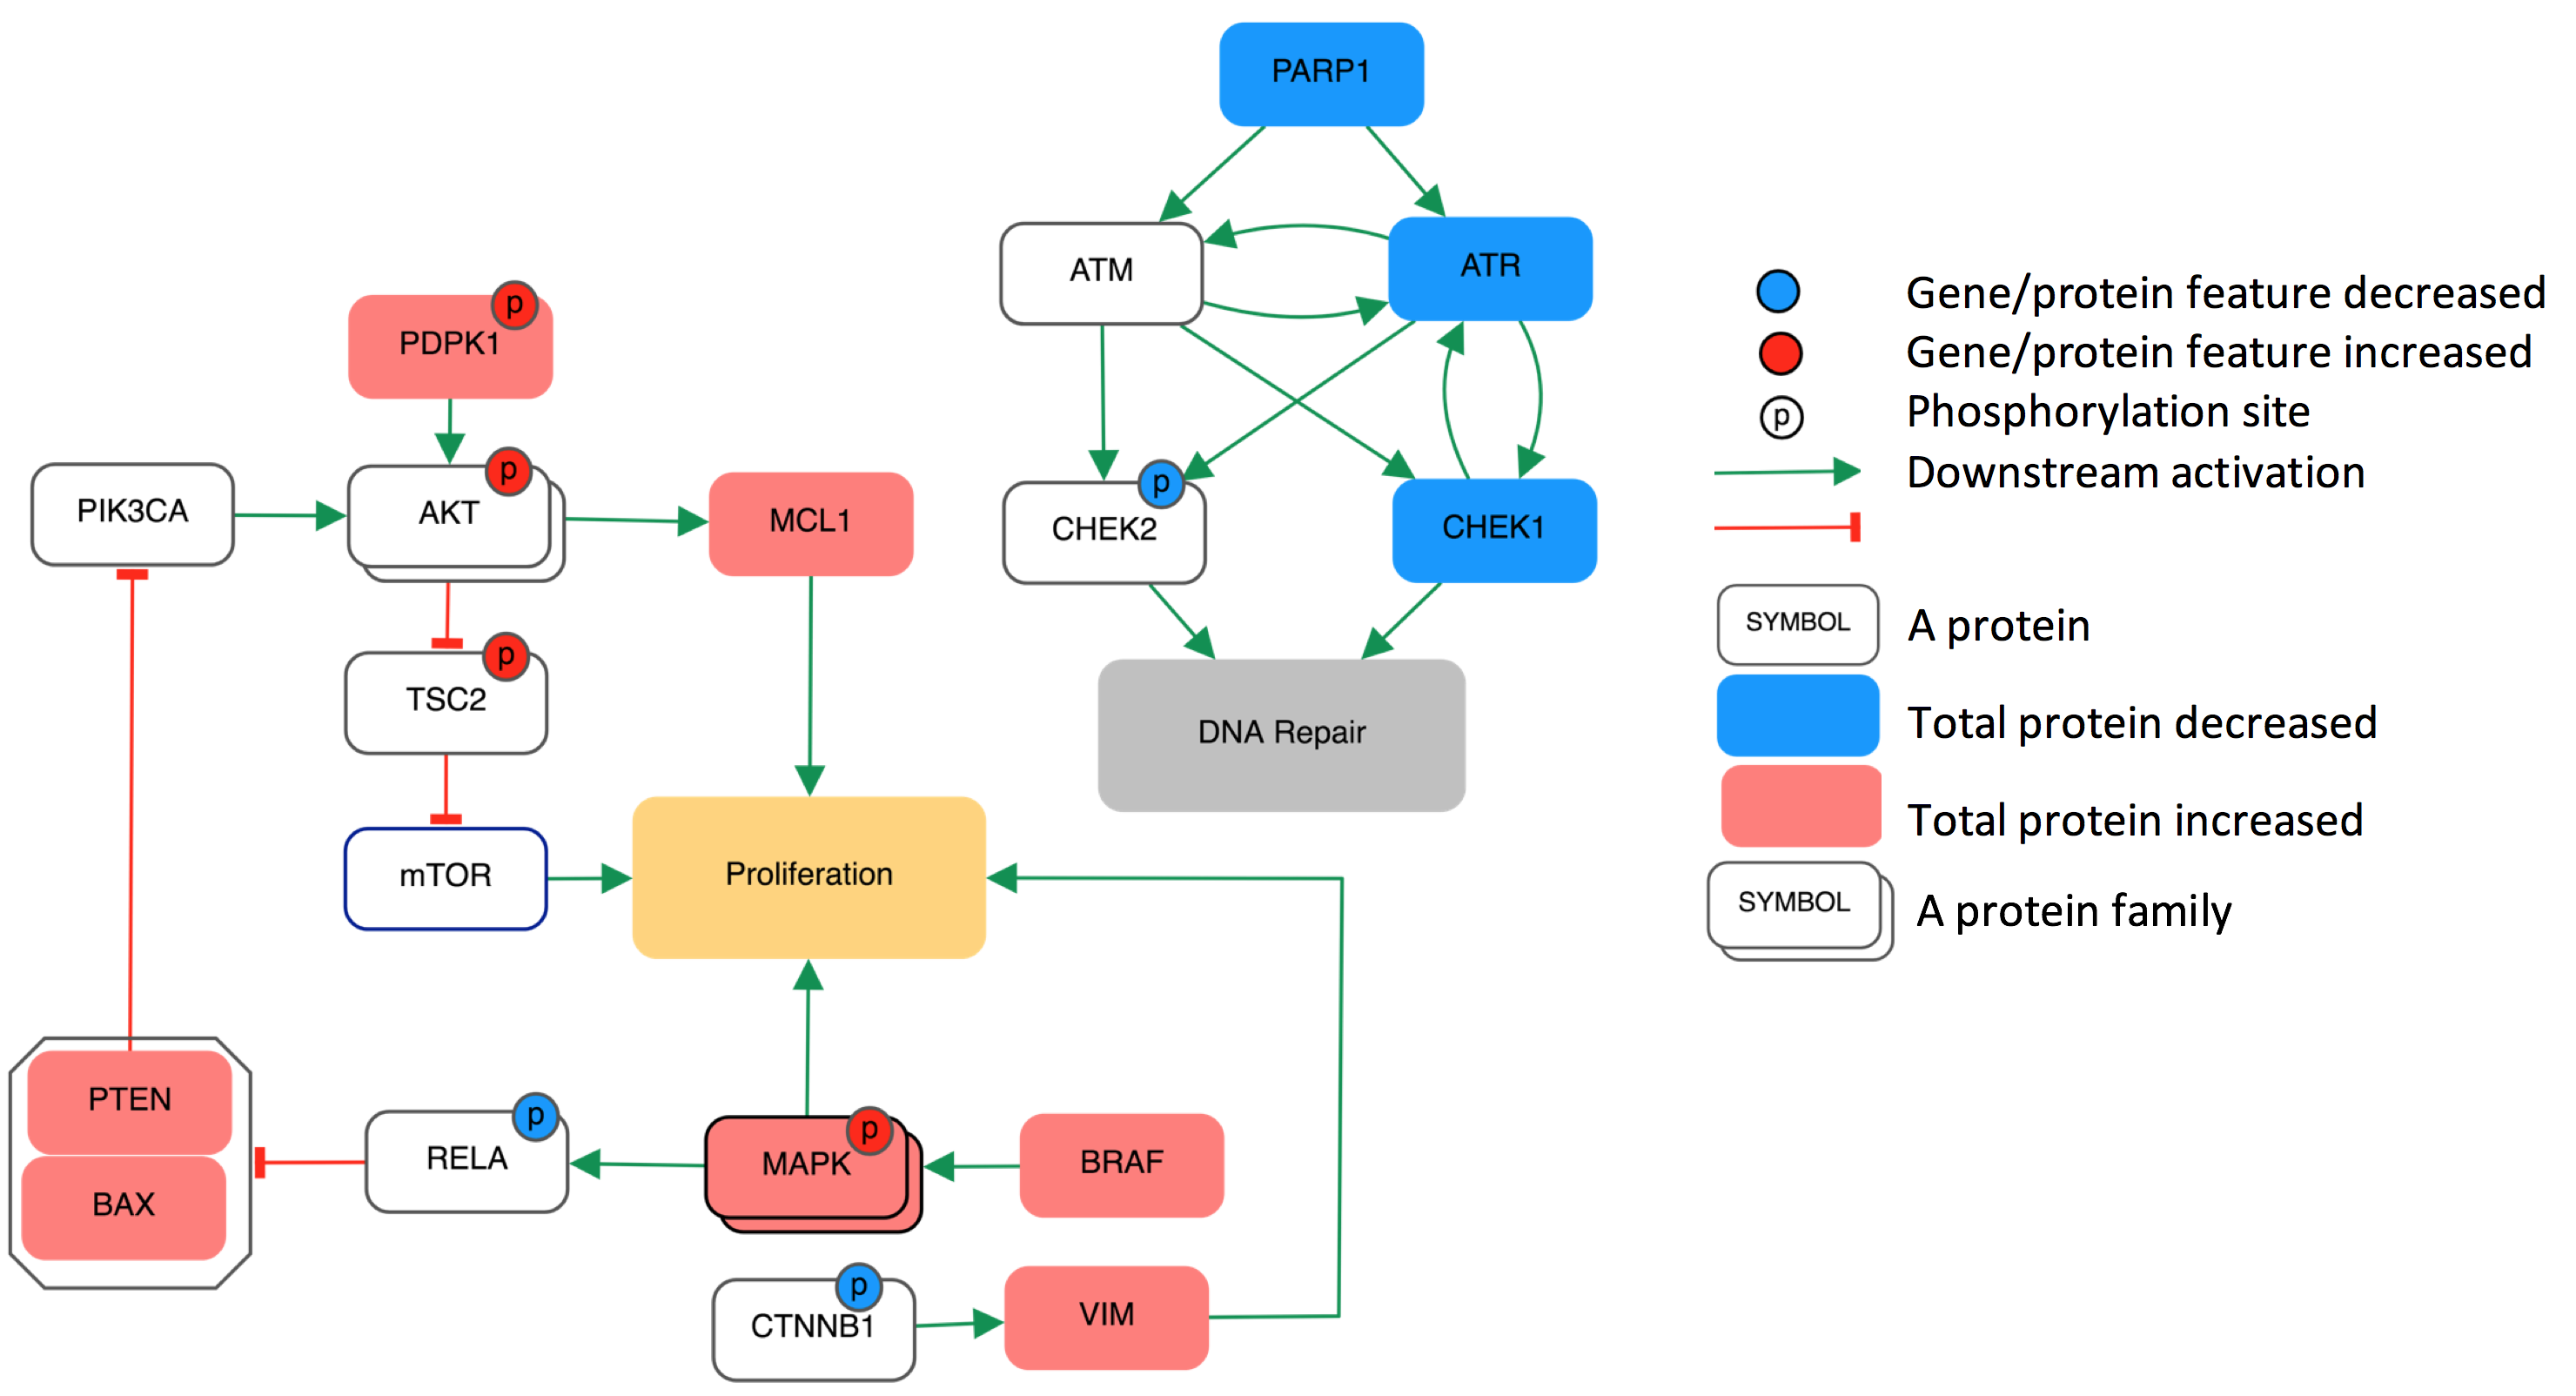 PARP1
ATM
ATR
p
PDPK1
PIK3CA
p
AKT
MCL1
p
CHEK2
CHEK1
p
TSC2
DNA Repair
mTOR
Proliferation
PTEN
BAX
p
RELA
p
MAPK
BRAF
p
CTNNB1
VIM
Gene/protein feature decreased
Gene/protein feature increased
p Phosphorylation site
Downstream activation
SYMBOL A protein
Total protein decreased
Total protein increased
SYMBOL A protein family